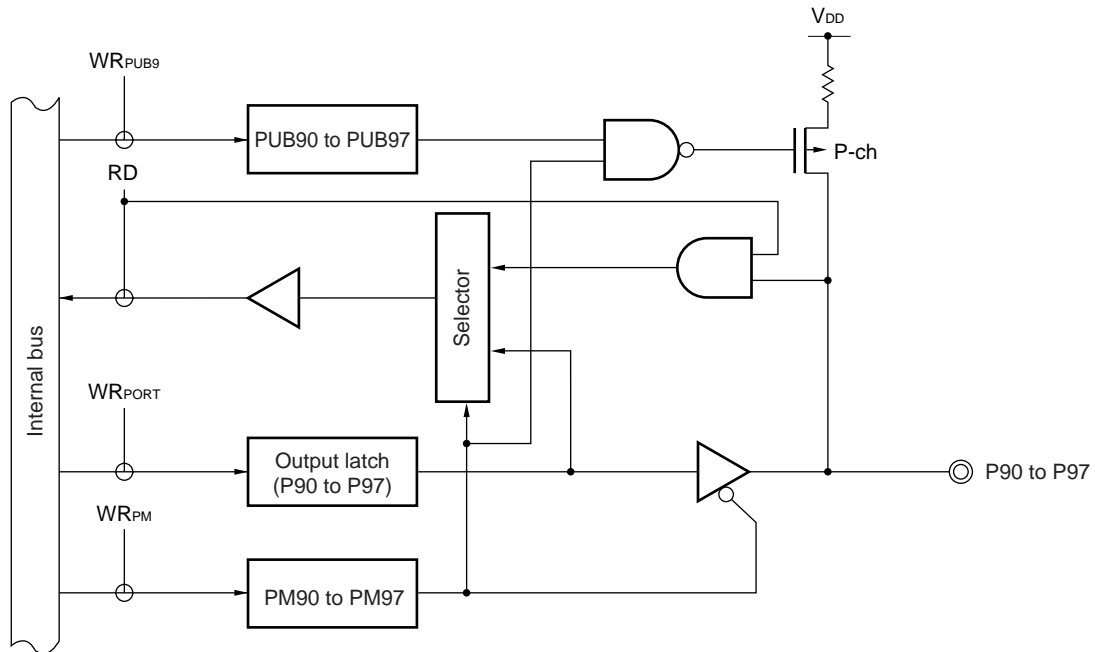 VDD
WRPUB9
PUB90 to PUB97
P-ch
RD
Selector
Internal bus
WRPORT
Output latch
(P90 to P97)
P90 to P97
WRPM
PM90 to PM97